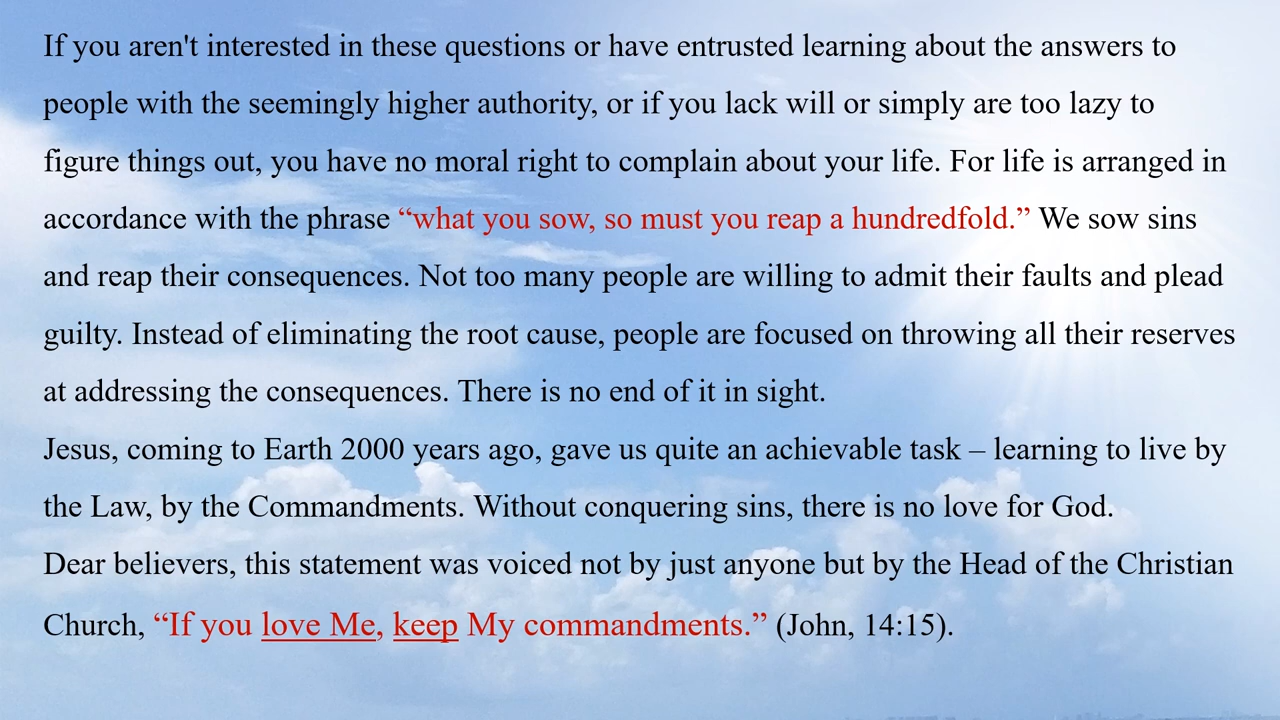 If you aren't interested in these questions or have entrusted learning about the answers to
people with the seemingly higher authority, or if you lack will or simply are too lazy to
figure things out, you have no moral right to complain about your life. For life is arranged in
accordance with the phrase “what you sow, so must you reap a hundredfold.” We sow sins
and reap their consequences. Not too many people are willing to admit their faults and plead
guilty. Instead of eliminating the root cause, people are focused on throwing all their reserves
at addressing the consequences. There is no end of it in sight.
Jesus, coming to Earth 2000 years ago, gave us quite an achievable task – learning to live by
the Law, by the Commandments. Without conquering sins, there is no love for God.
Dear believers, this statement was voiced not by just anyone but by the Head of the Christian
Church, “If you love Me, keep My commandments.” (John, 14:15).